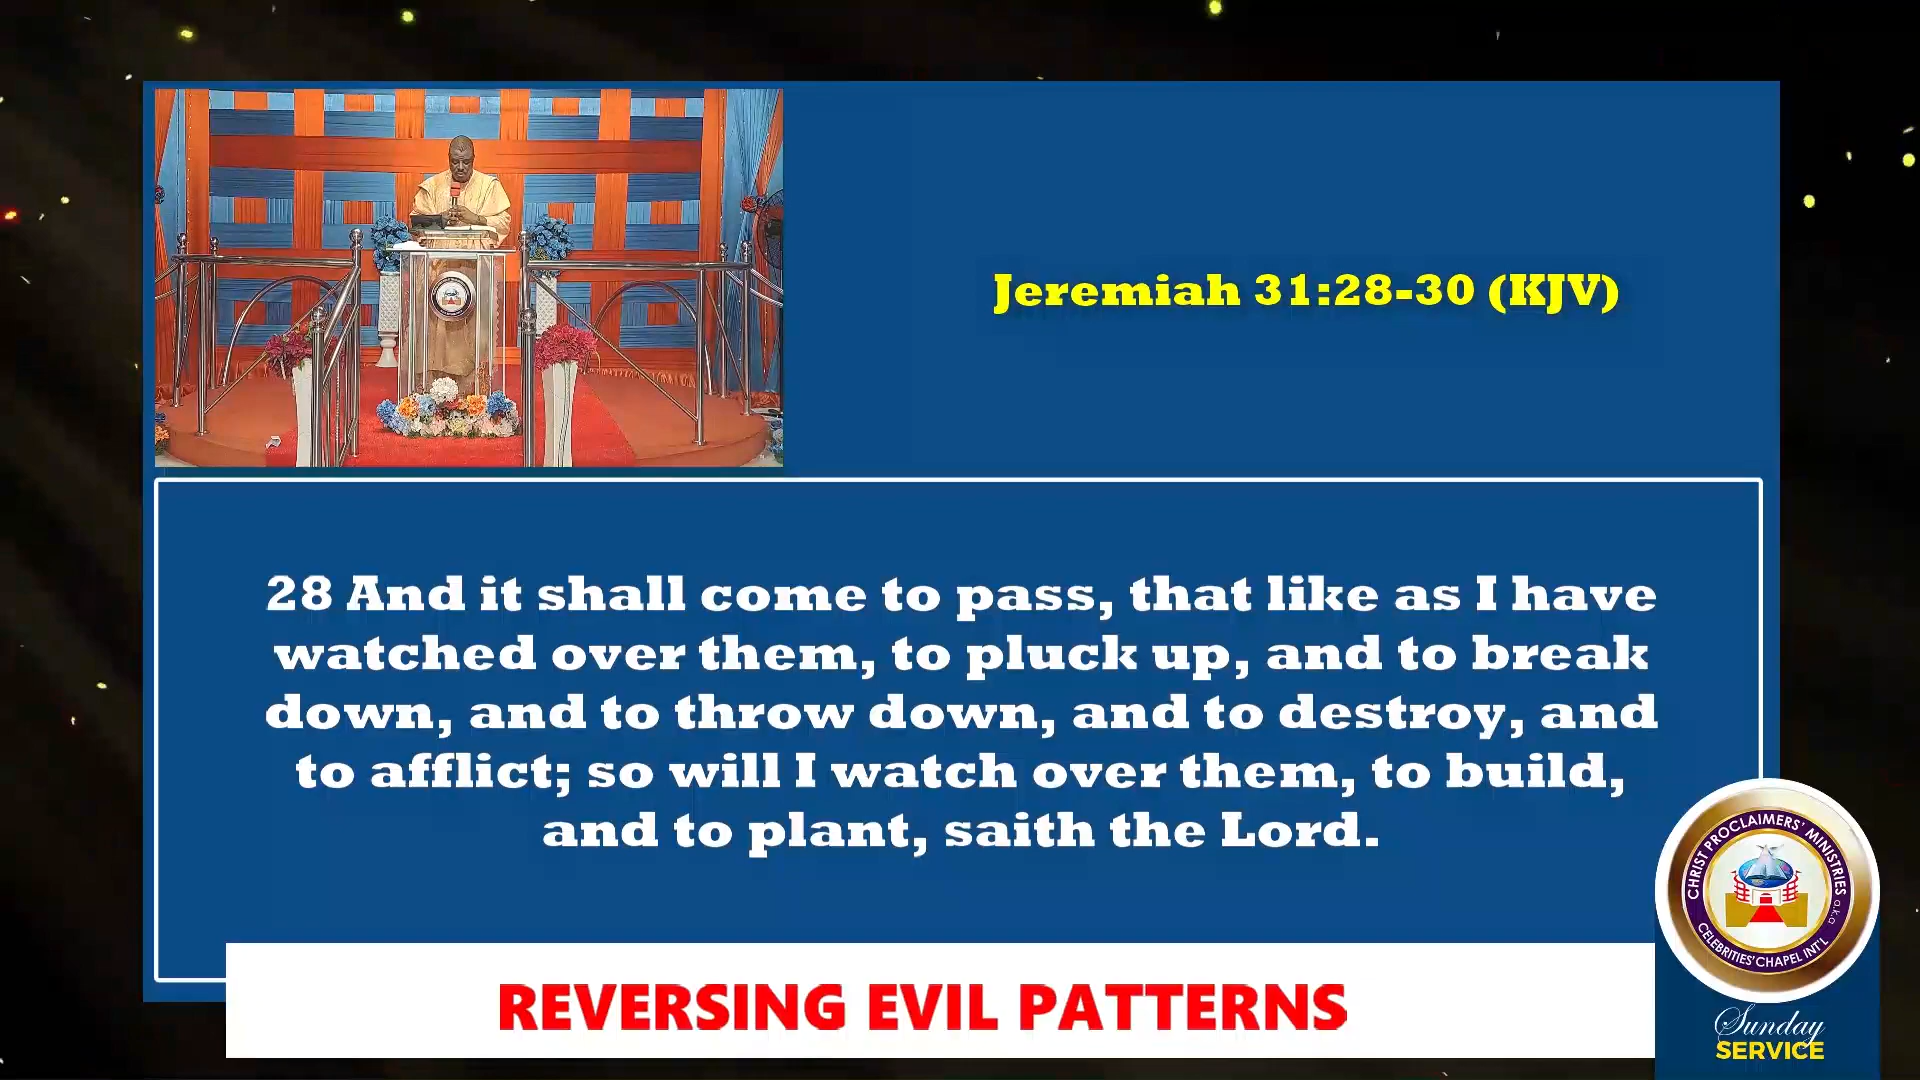 Jeremiah 31:28-30 (KJV)
28 And it shall come to pass, that like as I have
watched over them, to pluck up, and to break
down, and to throw down, and to destroy, and
to afflict; so will I watch over them, to build,
and to plant, saith the Lord.
REVERSING EVIL PATTERNS
CHRIST PROCLAIMERS' MINISTRIES a.k.a
CELEBRITIES' CHAPEL INT'L
Sunday
SERVICE